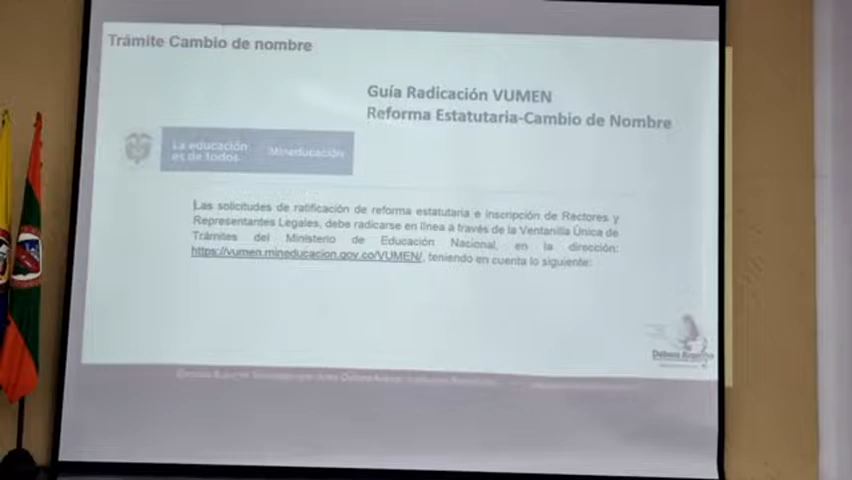 Trámite Cambio de nombre
Guía Radicación VUMEN
Reforma Estatutaria-Cambio de Nombre
La educación
es de todos
Mineducación
Las solicitudes de ratificación de reforma estatutaria e inscripción de Rectores y
Representantes Legales, debe radicarse en línea a través de la Ventanilla Única de
Trámites del Ministerio de Educación Nacional, en la dirección:
https://vumen.mineducacion.gov.co/VUMEN/, teniendo en cuenta lo siguiente:
Débora Arango